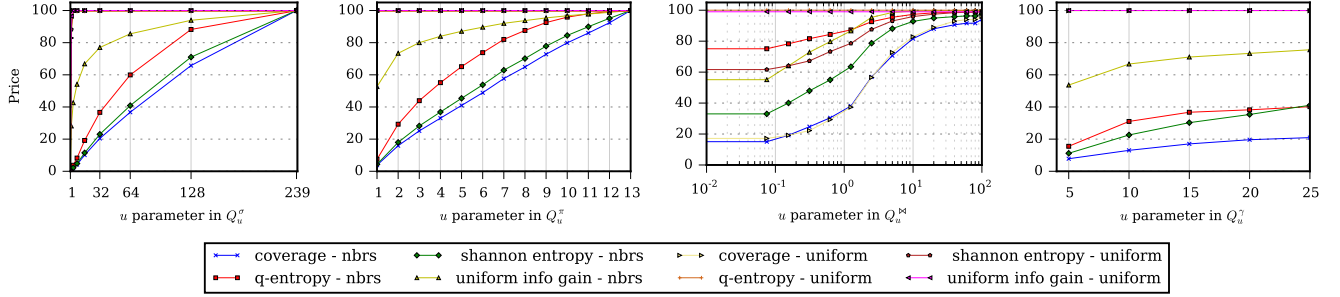 Price
100
80
60
40
20
0
1 32 64 128 239
u parameter in Q_u^σ
100
80
60
40
20
0
1 2 3 4 5 6 7 8 9 10 11 12 13
u parameter in Q_u^π
100
80
60
40
20
0
10^-2 10^-1 10^0 10^1 10^2
u parameter in Q_u^⋈
100
80
60
40
20
0
5 10 15 20 25
u parameter in Q_u^γ
coverage - nbrs shannon entropy - nbrs coverage - uniform shannon entropy - uniform
q-entropy - nbrs uniform info gain - nbrs q-entropy - uniform uniform info gain - uniform